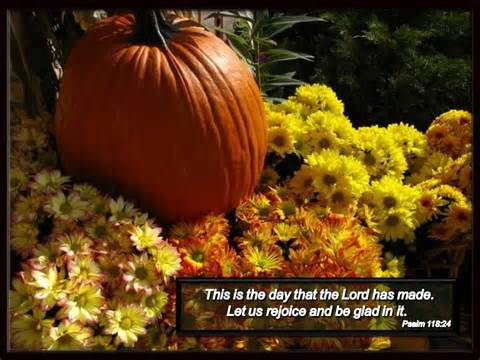 This is the day that the Lord has made.
Let us rejoice and be glad in it.
Psalm 118:24